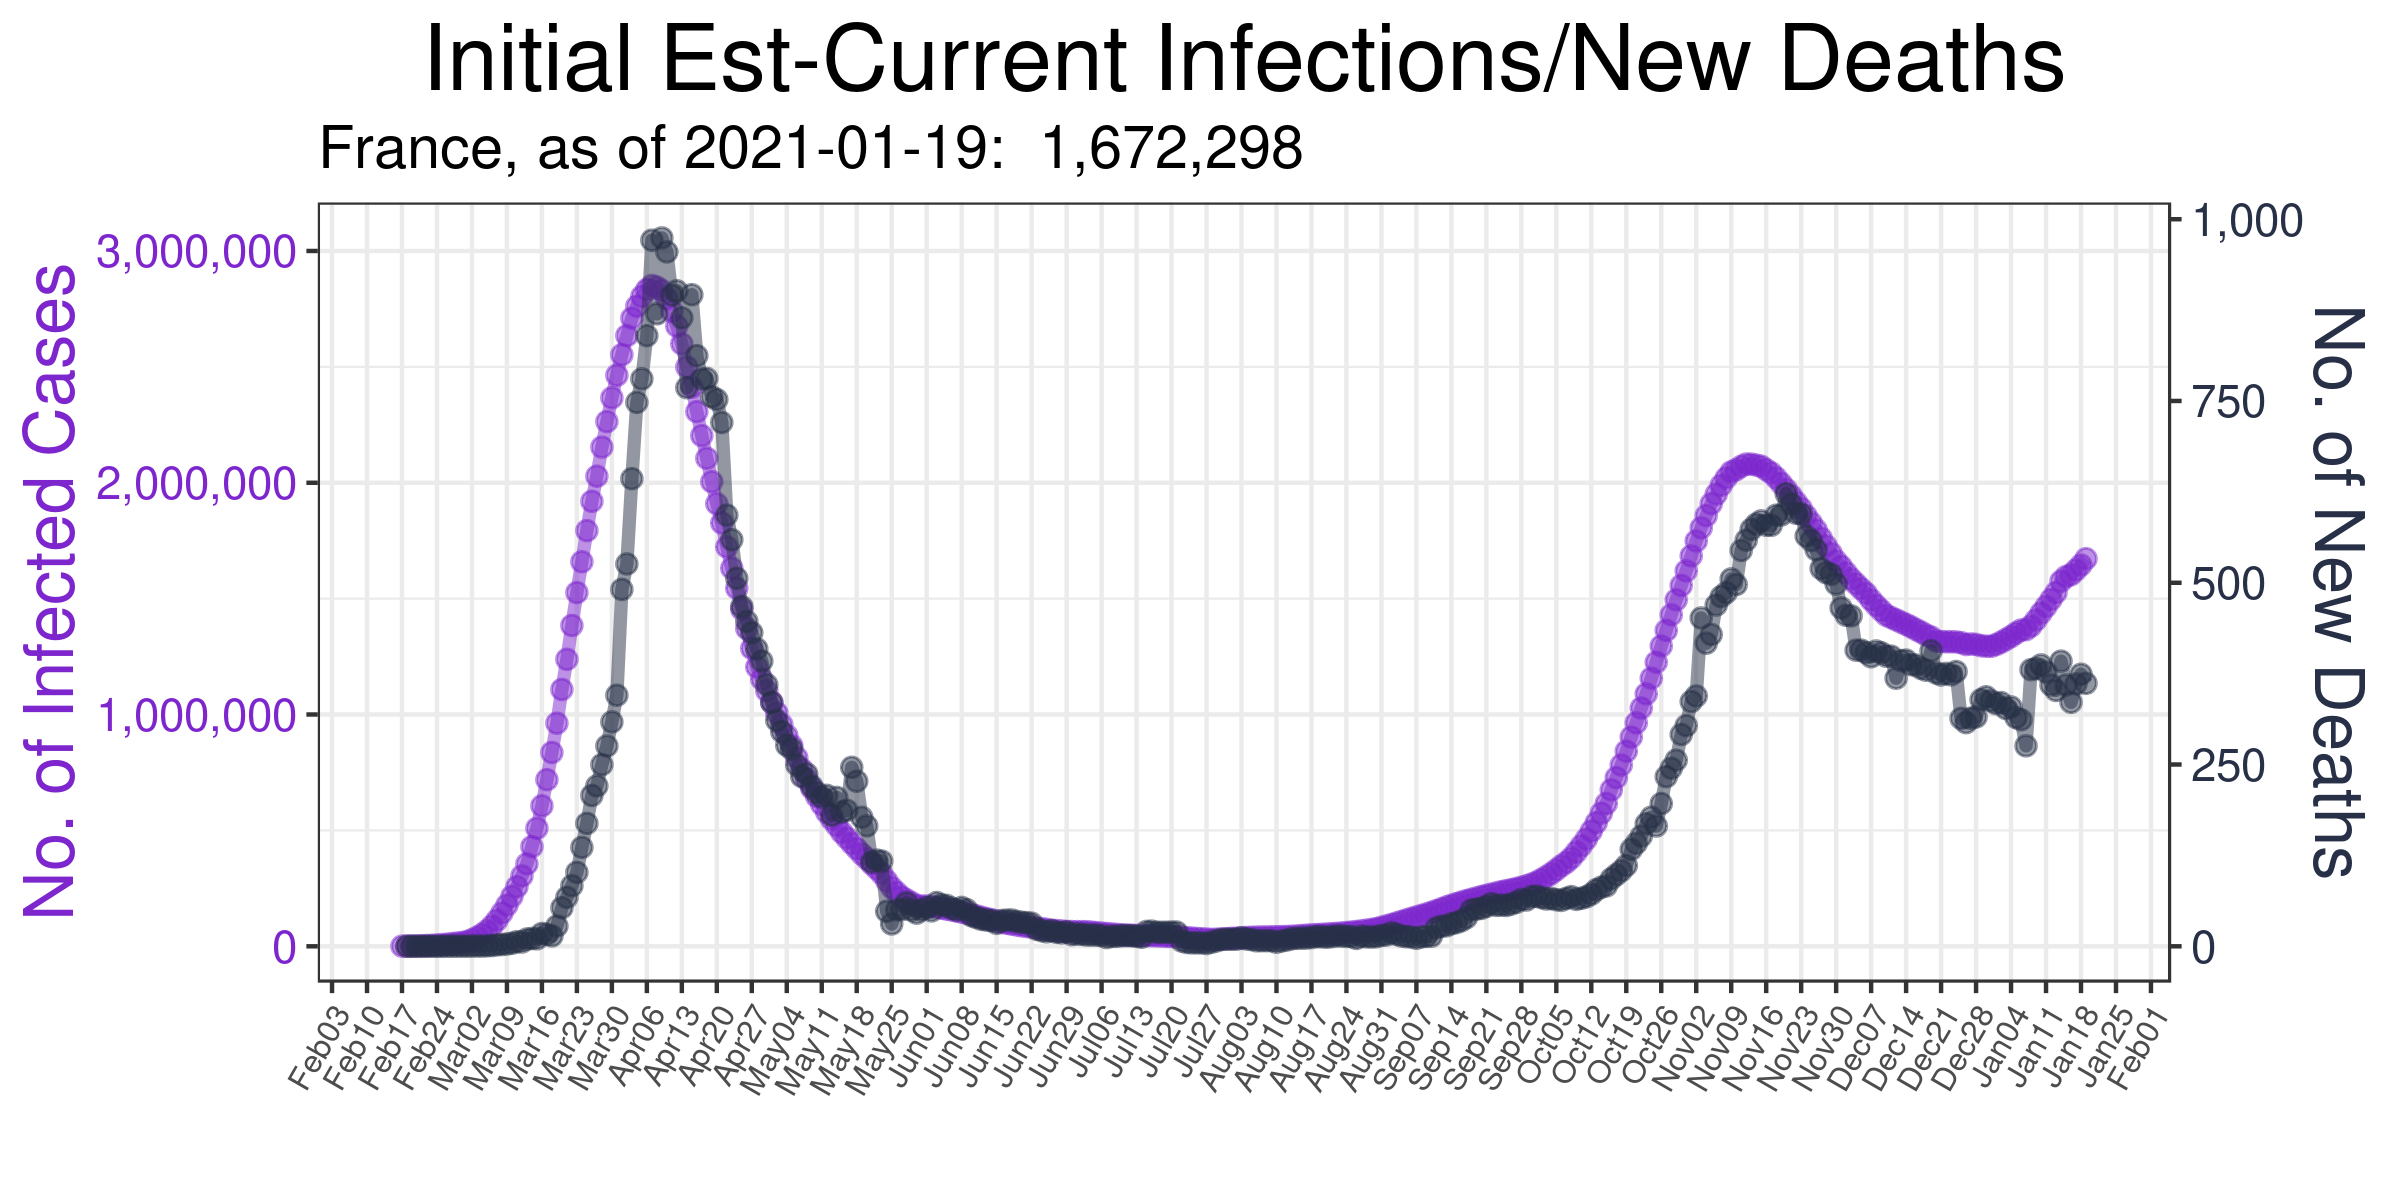 Initial Est-Current Infections/New Deaths
France, as of 2021-01-19:  1,672,298
No. of Infected Cases
3,000,000
2,000,000
1,000,000
0
1,000
750
500
250
0
No. of New Deaths
Feb03
Feb10
Feb17
Feb24
Mar02
Mar09
Mar16
Mar23
Mar30
Apr06
Apr13
Apr20
Apr27
May04
May11
May18
May25
Jun01
Jun08
Jun15
Jun22
Jun29
Jul06
Jul13
Jul20
Jul27
Aug03
Aug10
Aug17
Aug24
Aug31
Sep07
Sep14
Sep21
Sep28
Oct05
Oct12
Oct19
Oct26
Nov02
Nov09
Nov16
Nov23
Nov30
Dec07
Dec14
Dec21
Dec28
Jan04
Jan11
Jan18
Jan25
Feb01